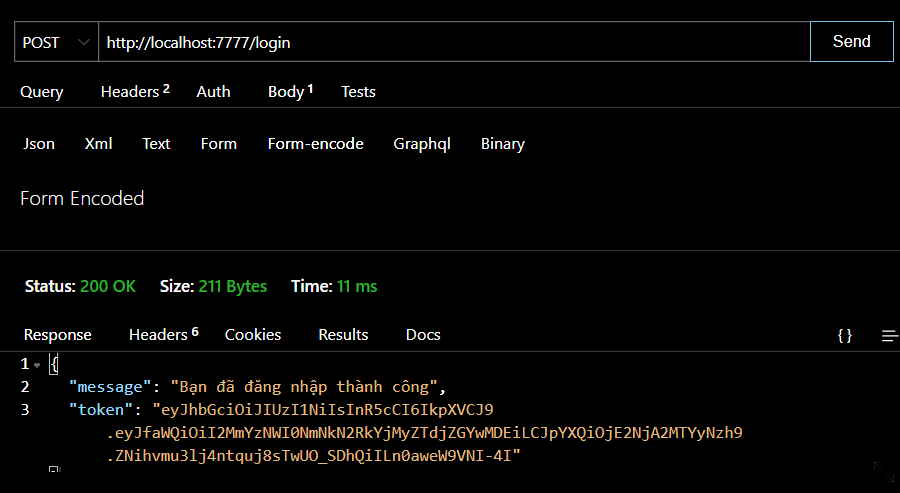 POST http://localhost:7777/login Send
Query Headers 2 Auth Body 1 Tests
Json Xml Text Form Form-encode Graphql Binary
Form Encoded
Status: 200 OK Size: 211 Bytes Time: 11 ms
Response Headers 6 Cookies Results Docs { }
1 {
2 "message": "Bạn đã đăng nhập thành công",
3 "token": "eyJhbGciOiJIUzI1NiIsInR5cCI6IkpXVCJ9
.eyJfaWQiOiI2MmYzNWI0NmNkN2RkYjMyZTdjZGYwMDEiLCJpYXQiOjE2NjA2MTYyNzh9
.ZNihvmu3lj4ntquj8sTwUO_SDhQiILn0aweW9VNI-4I"